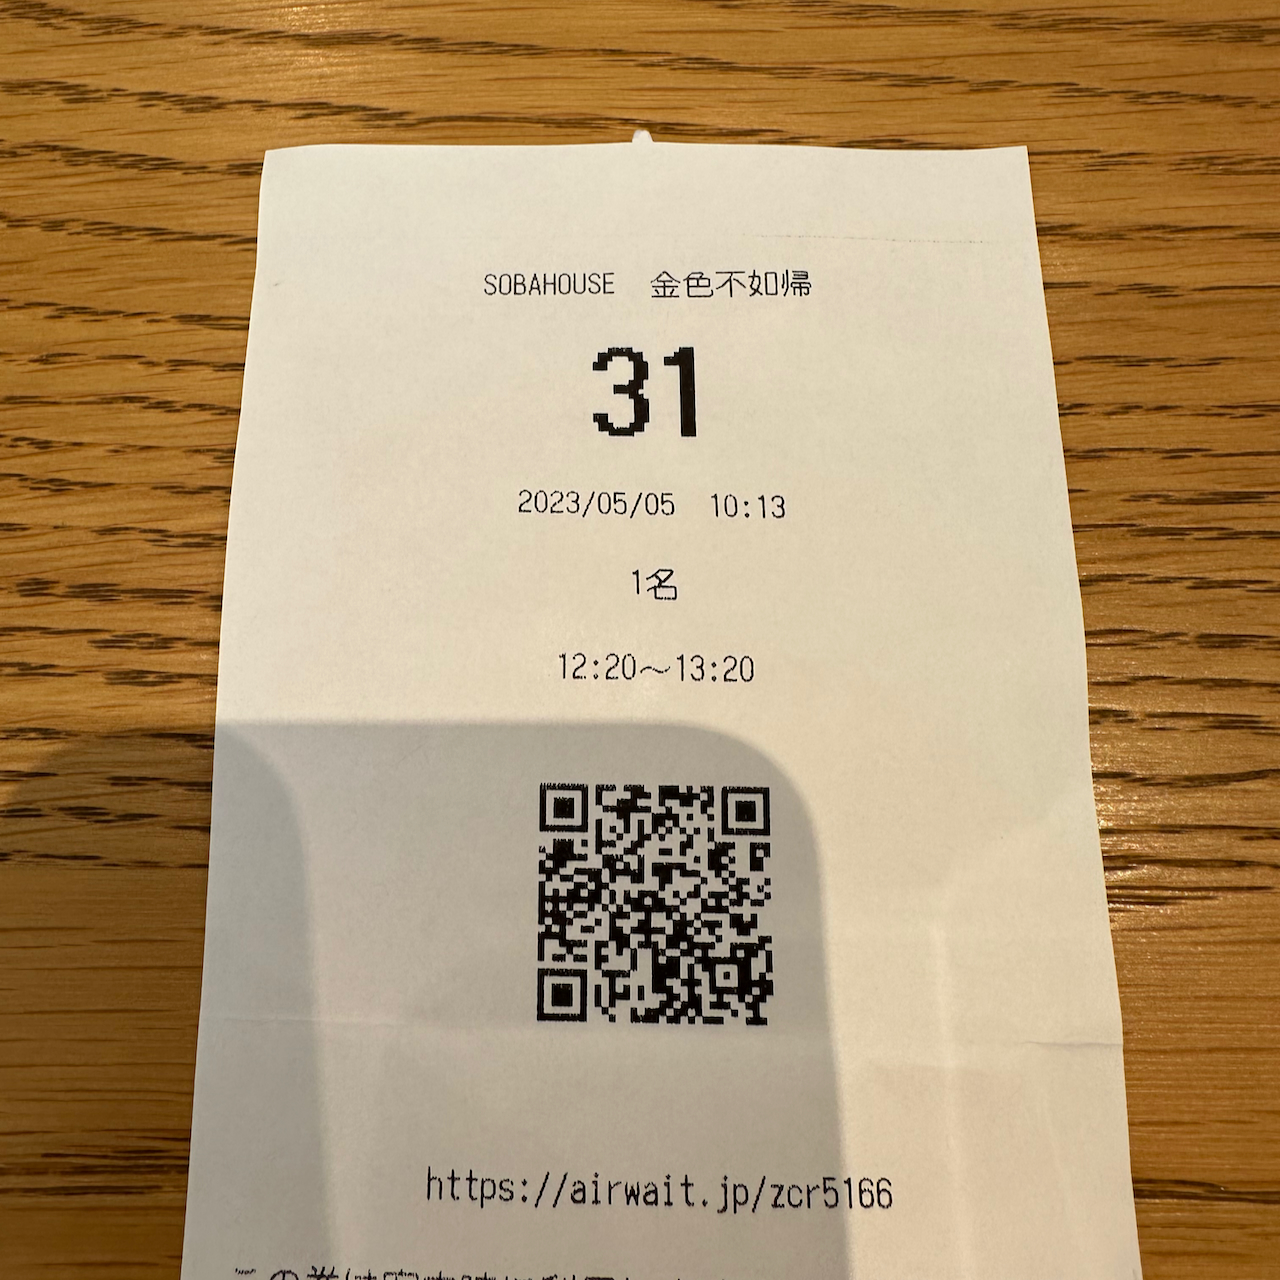 SOBAHOUSE　金色不如帰
31
2023/05/05　10:13
1名
12:20〜13:20
https://airwait.jp/zcr5166